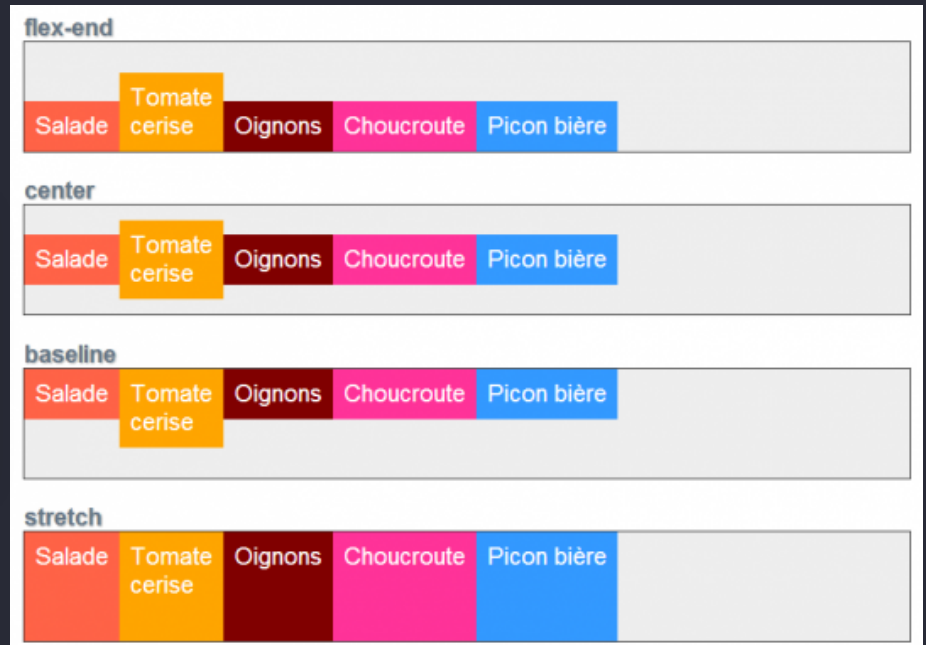 flex-end
Salade Tomate cerise Oignons Choucroute Picon bière
center
Salade Tomate cerise Oignons Choucroute Picon bière
baseline
Salade Tomate cerise Oignons Choucroute Picon bière
stretch
Salade Tomate cerise Oignons Choucroute Picon bière